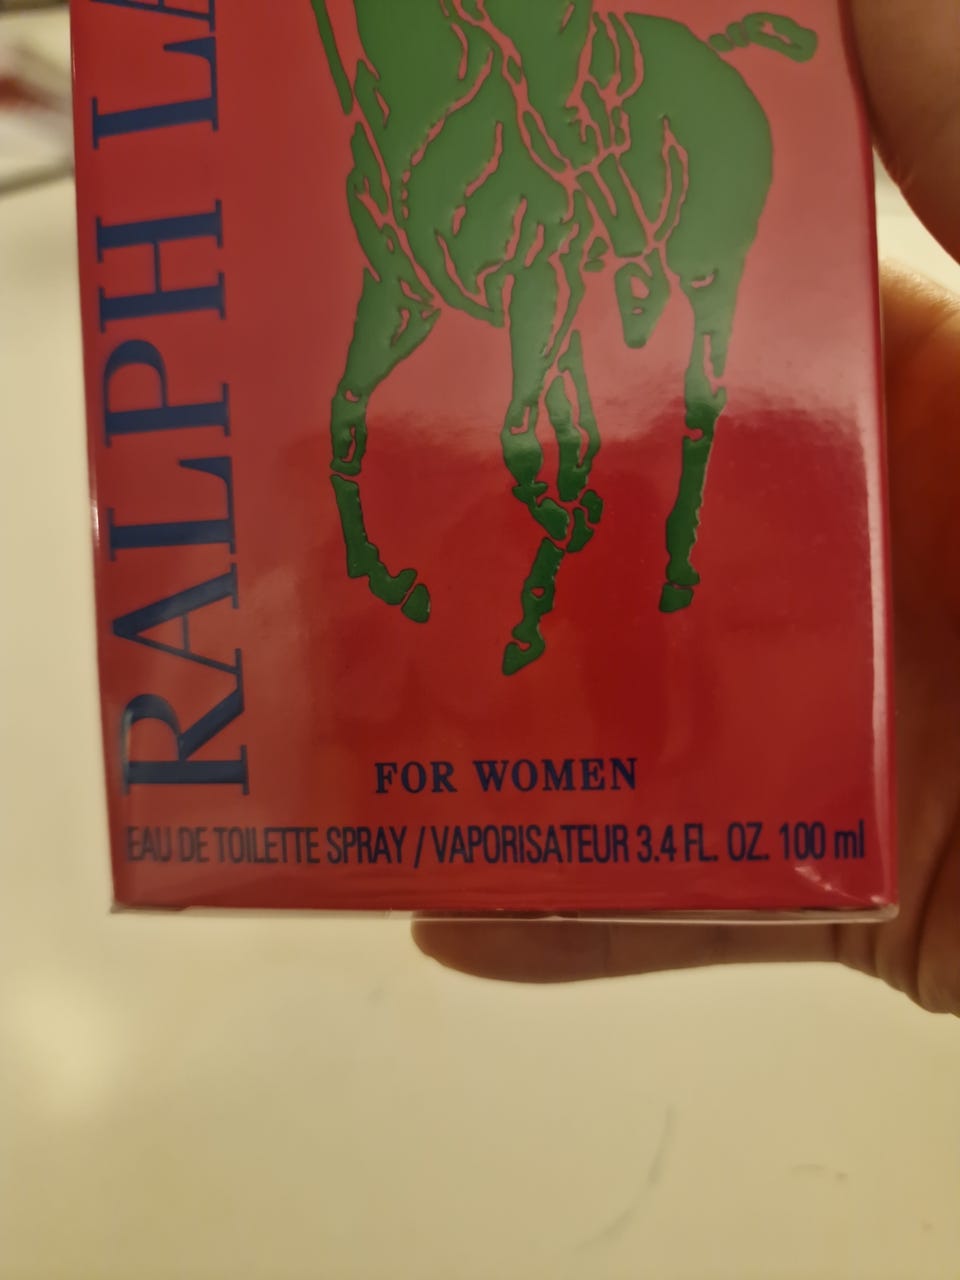 RALPH LA
FOR WOMEN
EAU DE TOILETTE SPRAY / VAPORISATEUR 3.4 FL. OZ. 100 ml